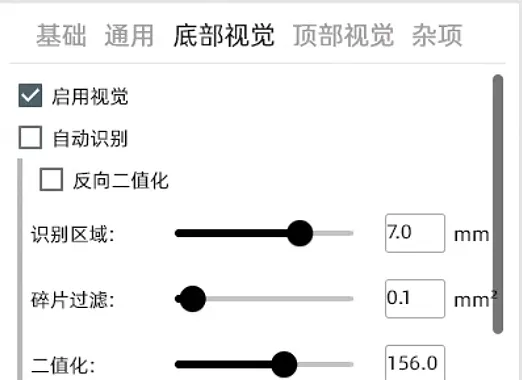 基础 通用 底部视觉 顶部视觉 杂项
启用视觉
自动识别
反向二值化
识别区域: 7.0 mm
碎片过滤: 0.1 mm²
二值化: 156.0